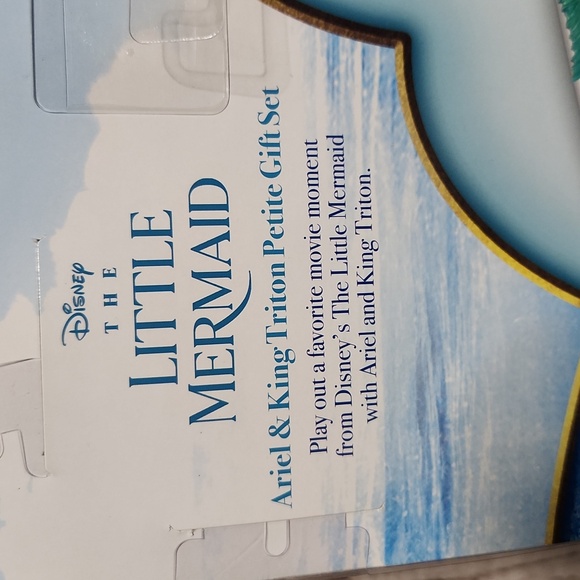 Disney
THE
LITTLE
MERMAID
Ariel & King Triton Petite Gift Set
Play out a favorite movie moment
from Disney's The Little Mermaid
with Ariel and King Triton.